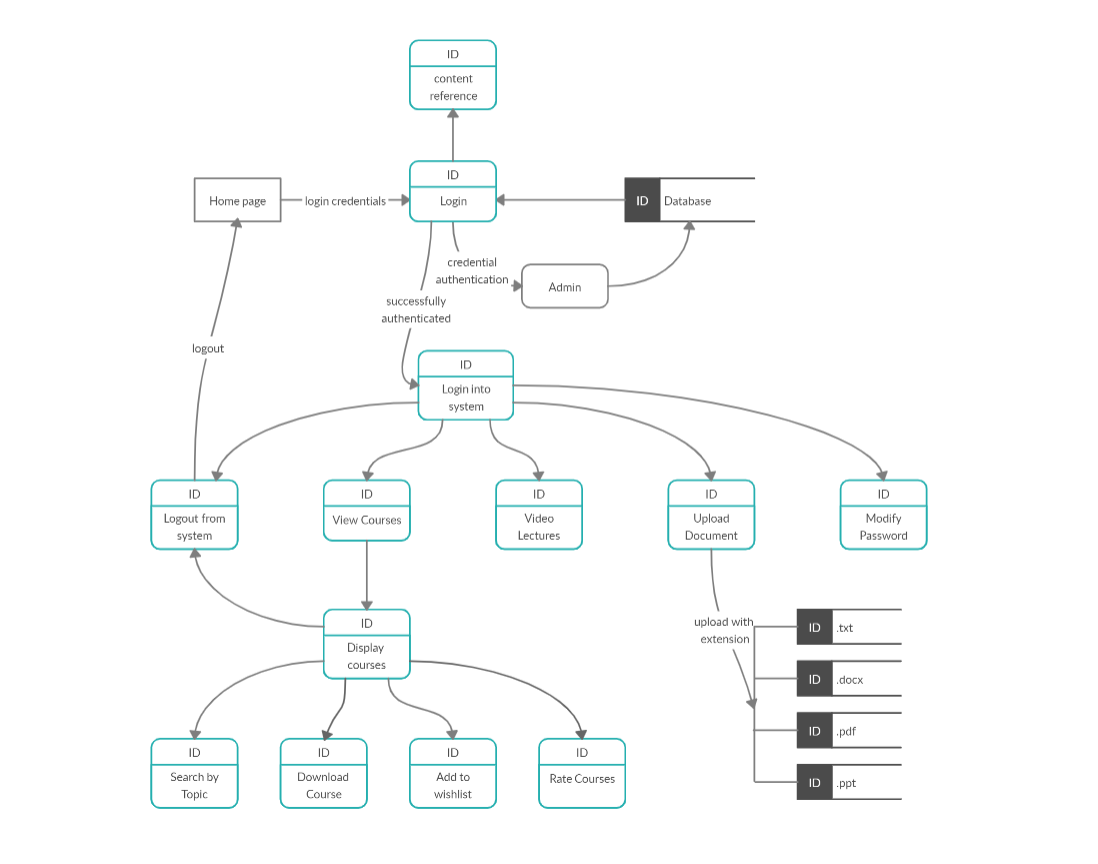 ID
content
reference
ID
Home page
login credentials
Login
ID
Database
credential
authentication
Admin
successfully
authenticated
logout
ID
Login into
system
ID
Logout from
system
ID
View Courses
ID
Video
Lectures
ID
Upload
Document
ID
Modify
Password
ID
Display
courses
upload with
extension
ID
.txt
ID
.docx
ID
.pdf
ID
.ppt
ID
Search by
Topic
ID
Download
Course
ID
Add to
wishlist
ID
Rate Courses